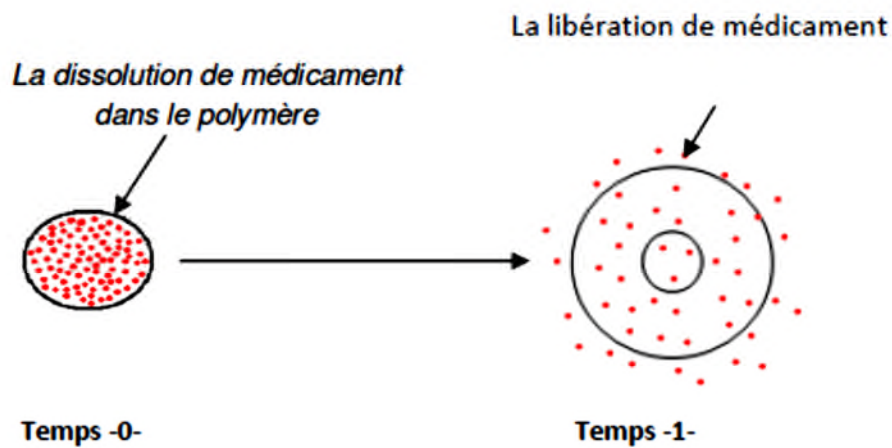 La libération de médicament
La dissolution de médicament
dans le polymère
Temps -0-
Temps -1-